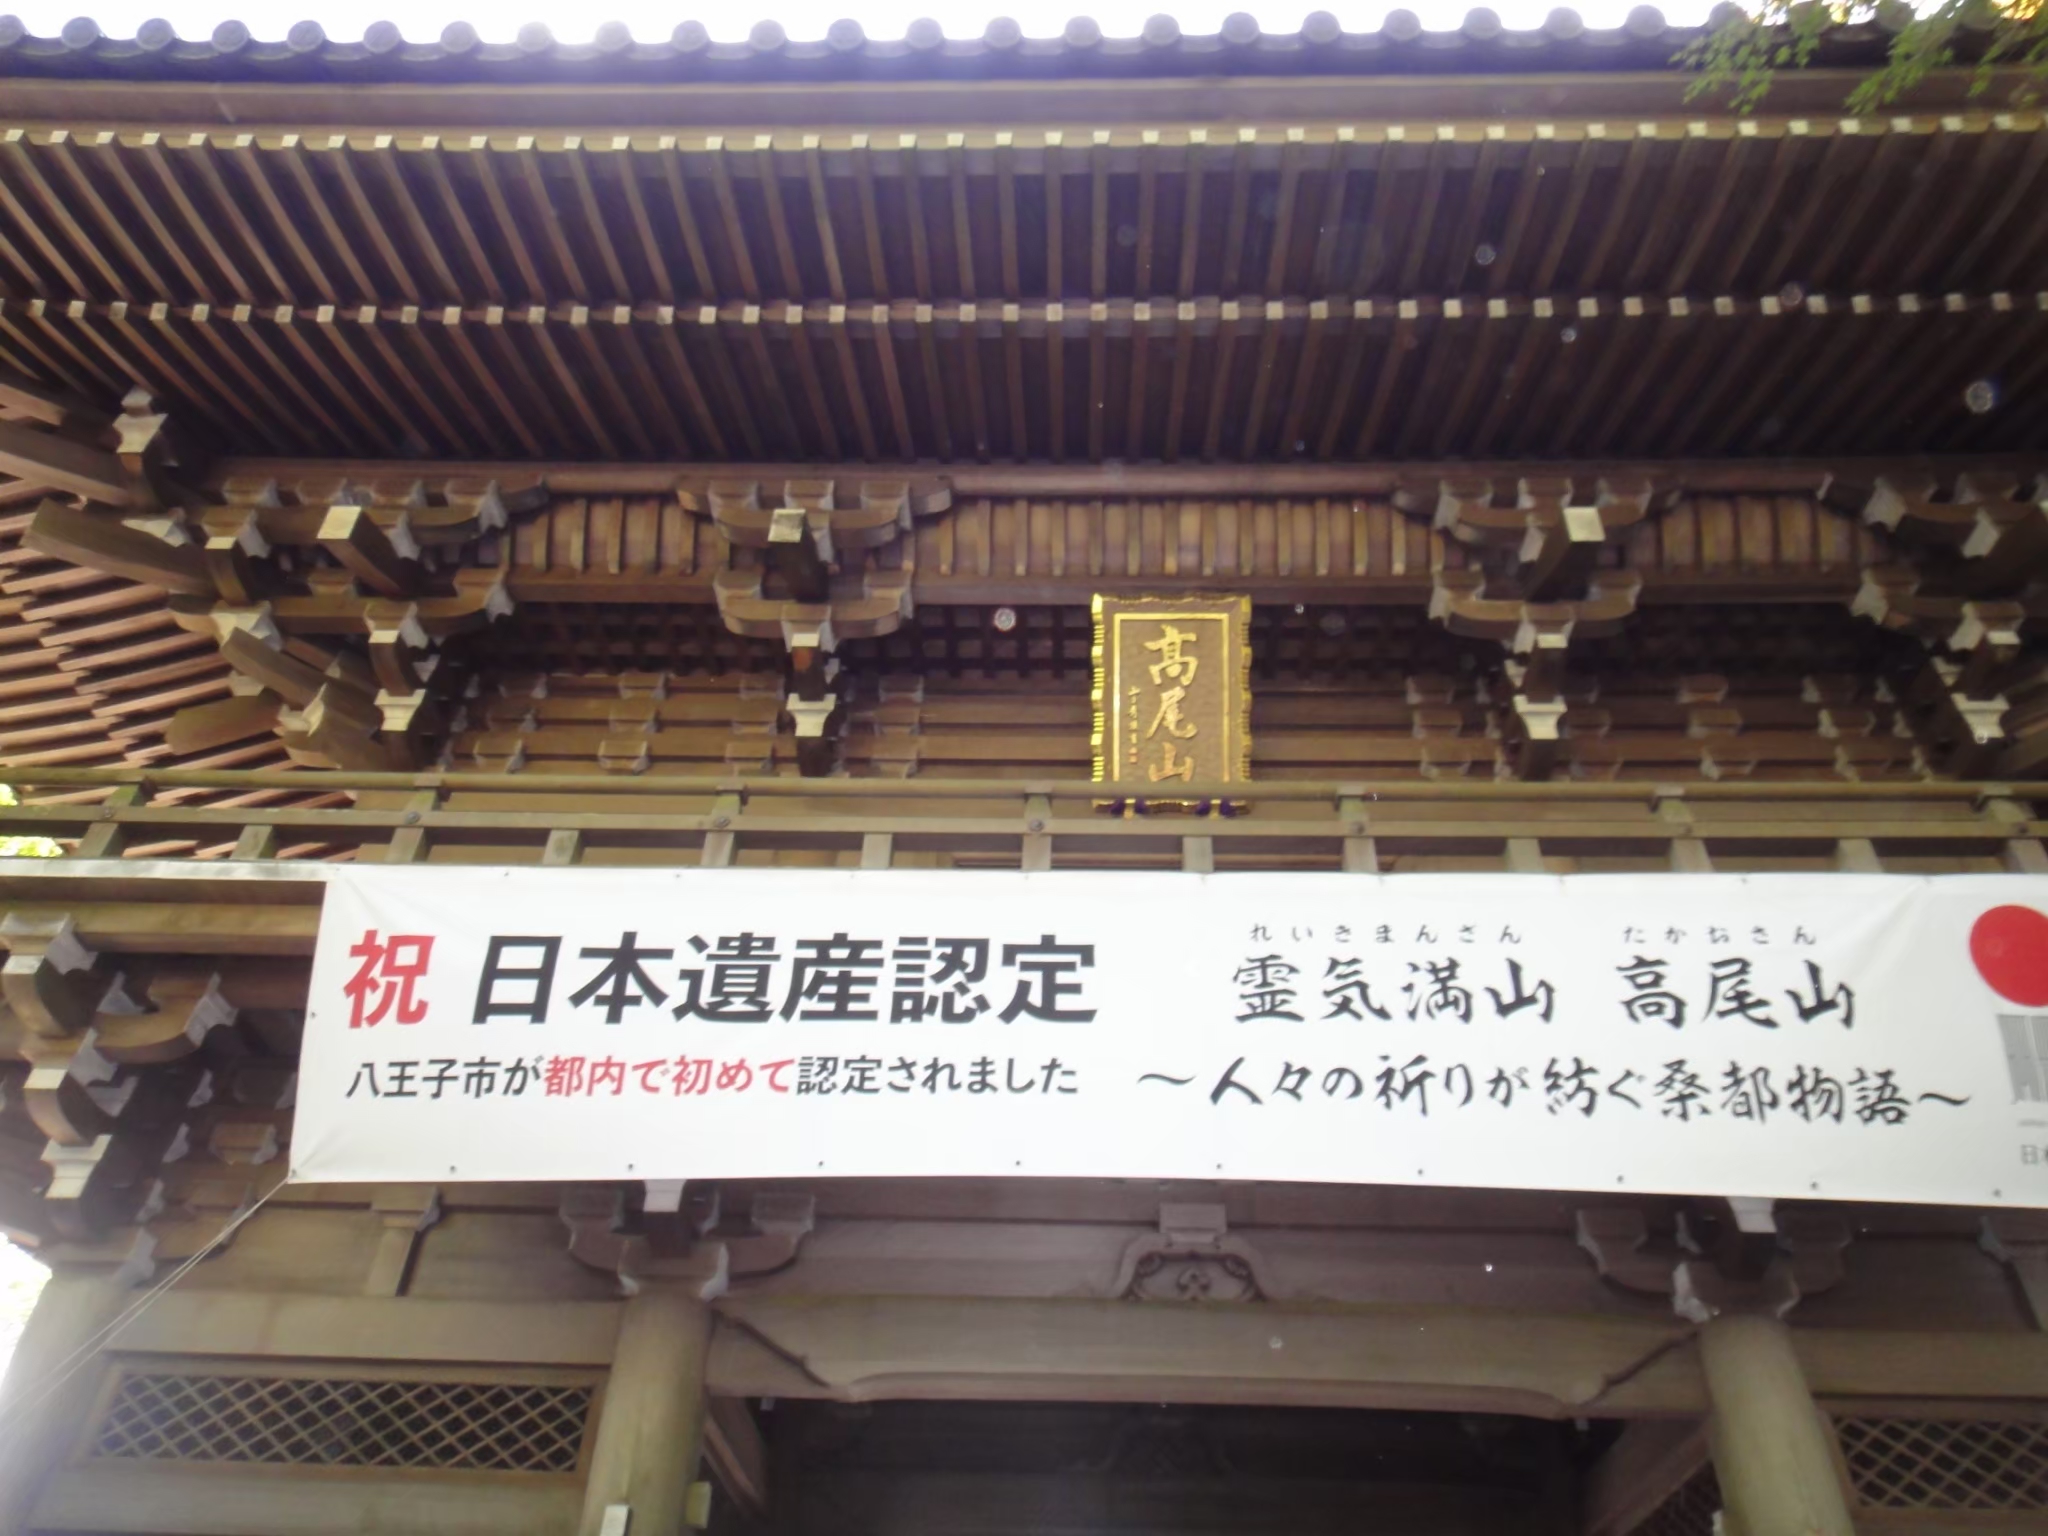 高尾山
祝 日本遺産認定
八王子市が都内で初めて認定されました
れいきまんざん たかおさん
霊気満山 高尾山
～人々の祈りが紡ぐ桑都物語～